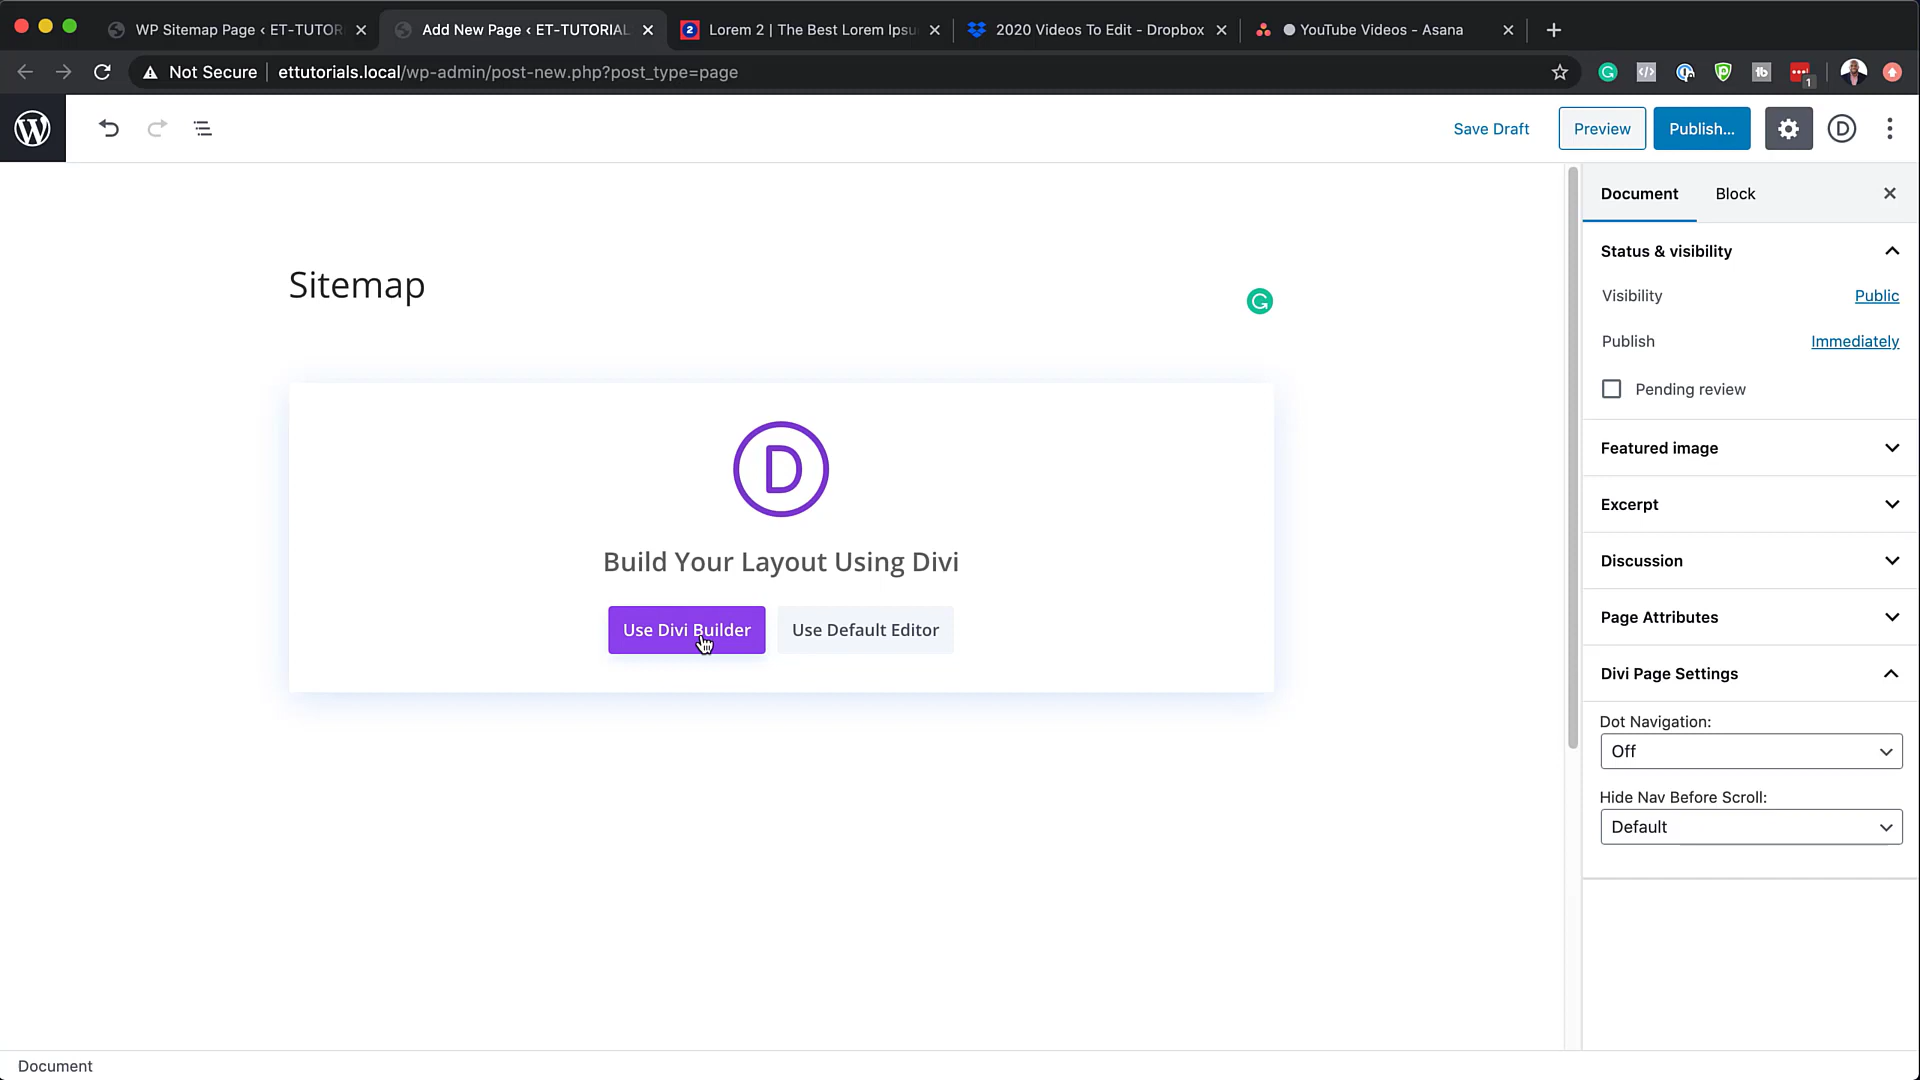 WP Sitemap Page ‹ ET-TUTOR
Add New Page ‹ ET-TUTORIAL
Lorem 2 | The Best Lorem Ipsu
2020 Videos To Edit - Dropbox
YouTube Videos - Asana
Not Secure
ettutorials.local/wp-admin/post-new.php?post_type=page
1
Save Draft
Preview
Publish...
Document
Block
Status & visibility
Sitemap
Visibility
Public
Publish
Immediately
Pending review
Featured image
D
Excerpt
Build Your Layout Using Divi
Discussion
Use Divi Builder
Use Default Editor
Page Attributes
Divi Page Settings
Dot Navigation:
Off
Hide Nav Before Scroll:
Default
Document